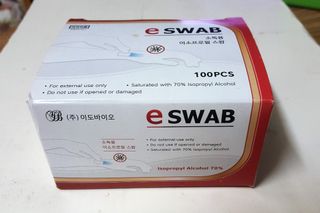 e SWAB
소독용
이소프로필 스왑
100PCS
• For external use only
• Do not use if opened or damaged
• Saturated with 70% Isopropyl Alcohol
(주) 이도바이오
e SWAB
소독용
이소프로필 스왑
• For external use only
• Do not use if opened or damaged
• Saturated with 70% isopropyl Alcohol
Isopropyl Alcohol 70%